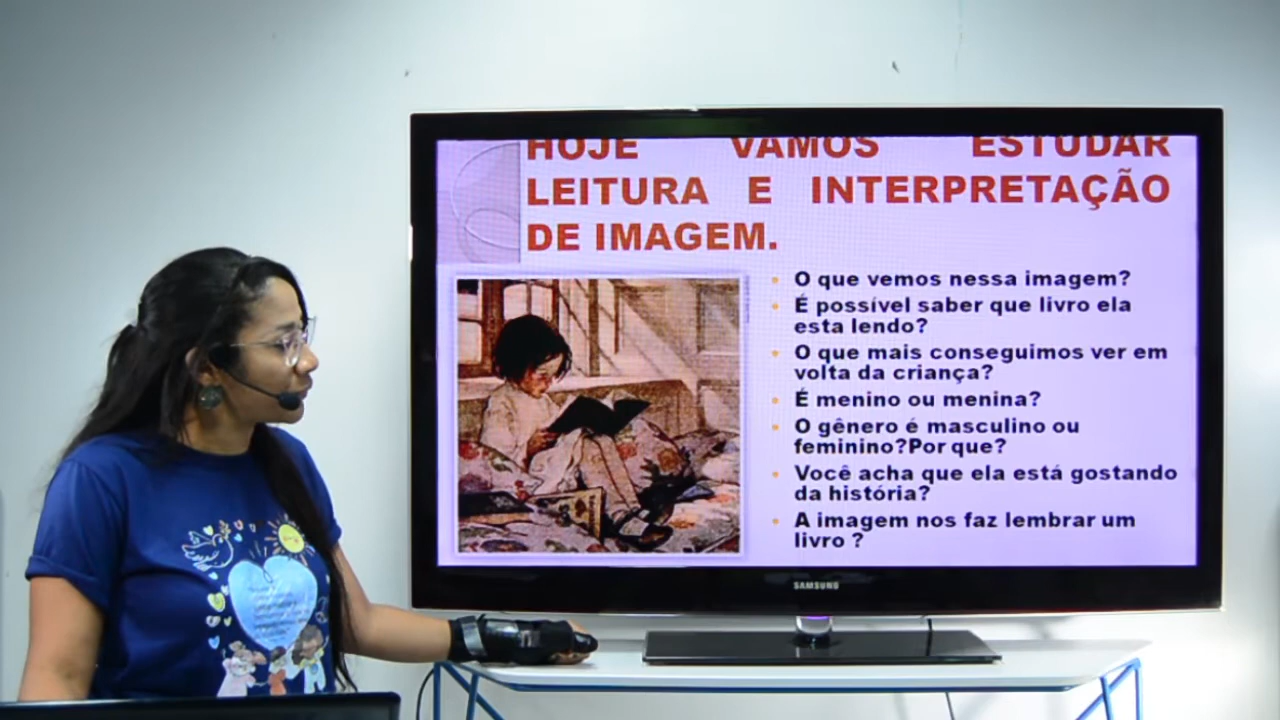 HOJE VAMOS ESTUDAR
LEITURA E INTERPRETAÇÃO
DE IMAGEM.
O que vemos nessa imagem?
É possível saber que livro ela
esta lendo?
O que mais conseguimos ver em
volta da criança?
É menino ou menina?
O gênero é masculino ou
feminino?Por que?
Você acha que ela está gostando
da história?
A imagem nos faz lembrar um
livro ?
SAMSUNG